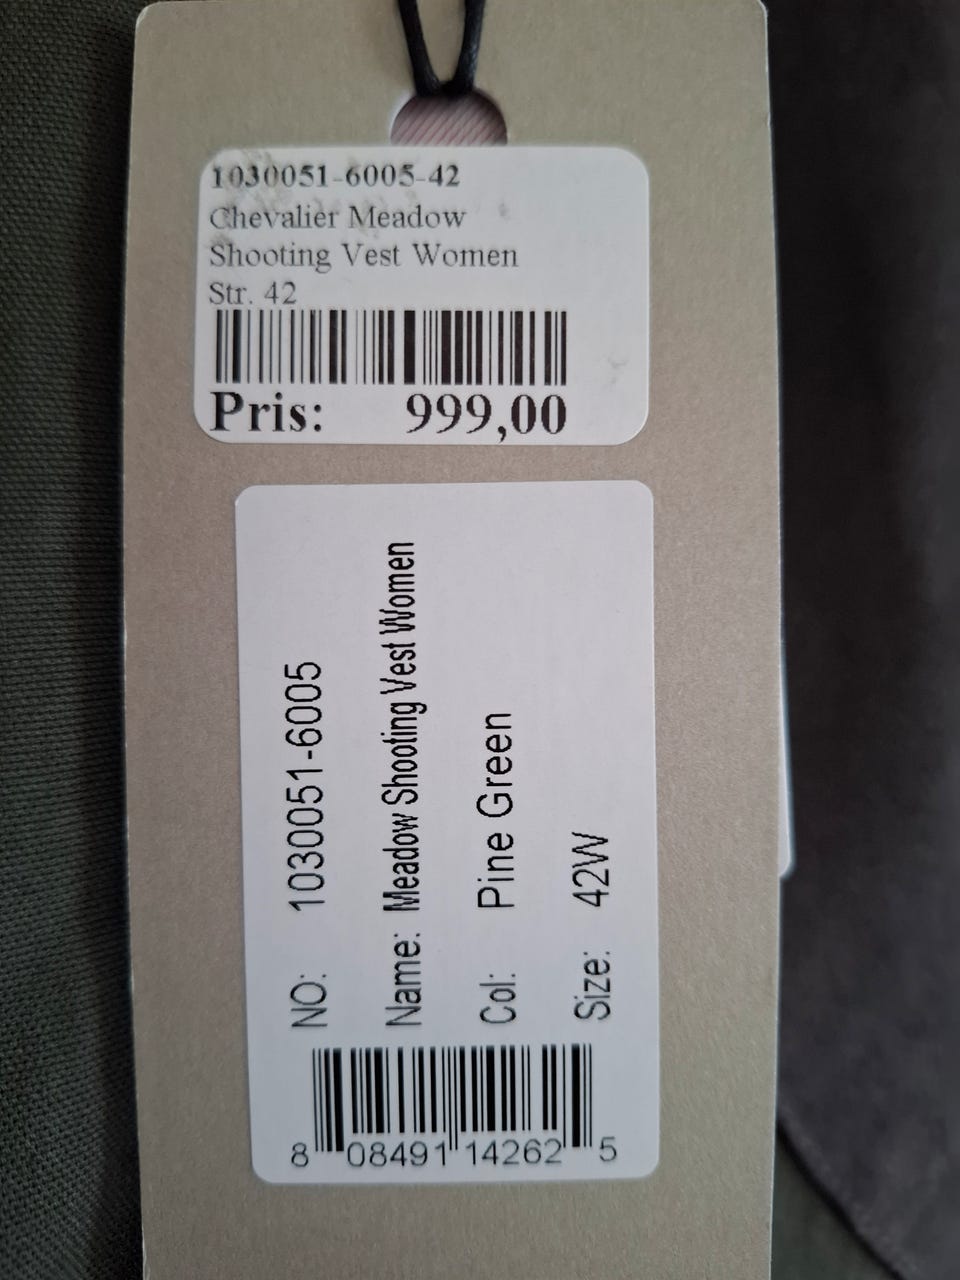 1030051-6005-42
Chevalier Meadow
Shooting Vest Women
Str. 42
Pris: 999,00
NO: 1030051-6005
Name: Meadow Shooting Vest Women
Col: Pine Green
Size: 42W
8 08491 14262 5